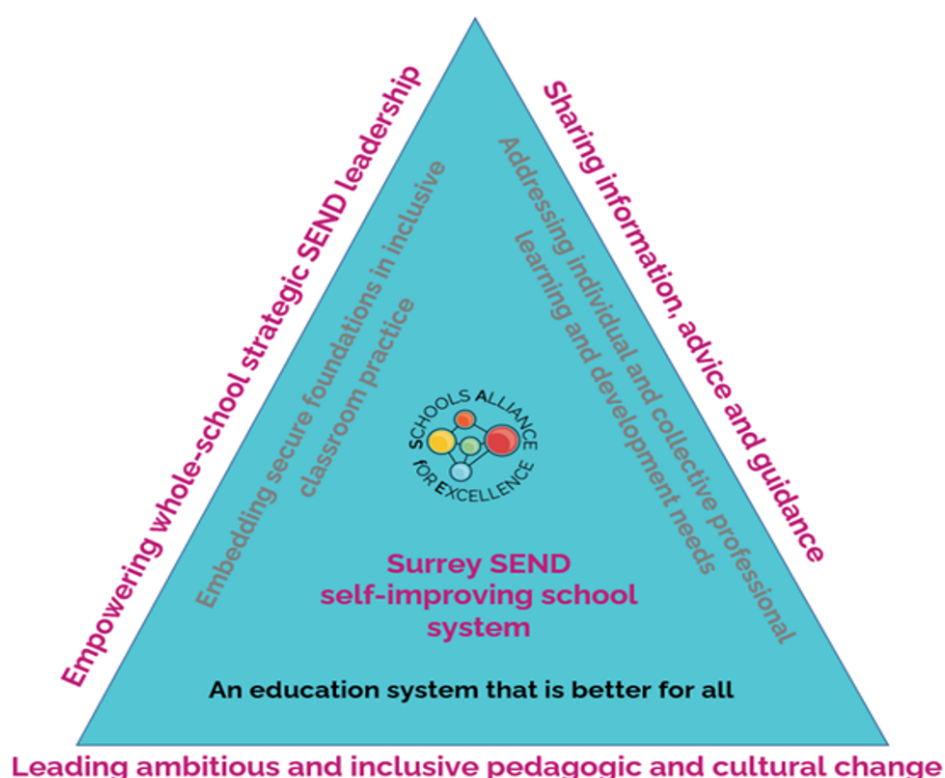 Empowering whole-school strategic SEND leadership
Sharing information, advice and guidance
Embedding secure foundations in inclusive
classroom practice
Addressing individual and collective professional
learning and development needs
SCHOOLS ALLIANCE
fOR EXCELLENCE
Surrey SEND
self-improving school
system
An education system that is better for all
Leading ambitious and inclusive pedagogic and cultural change